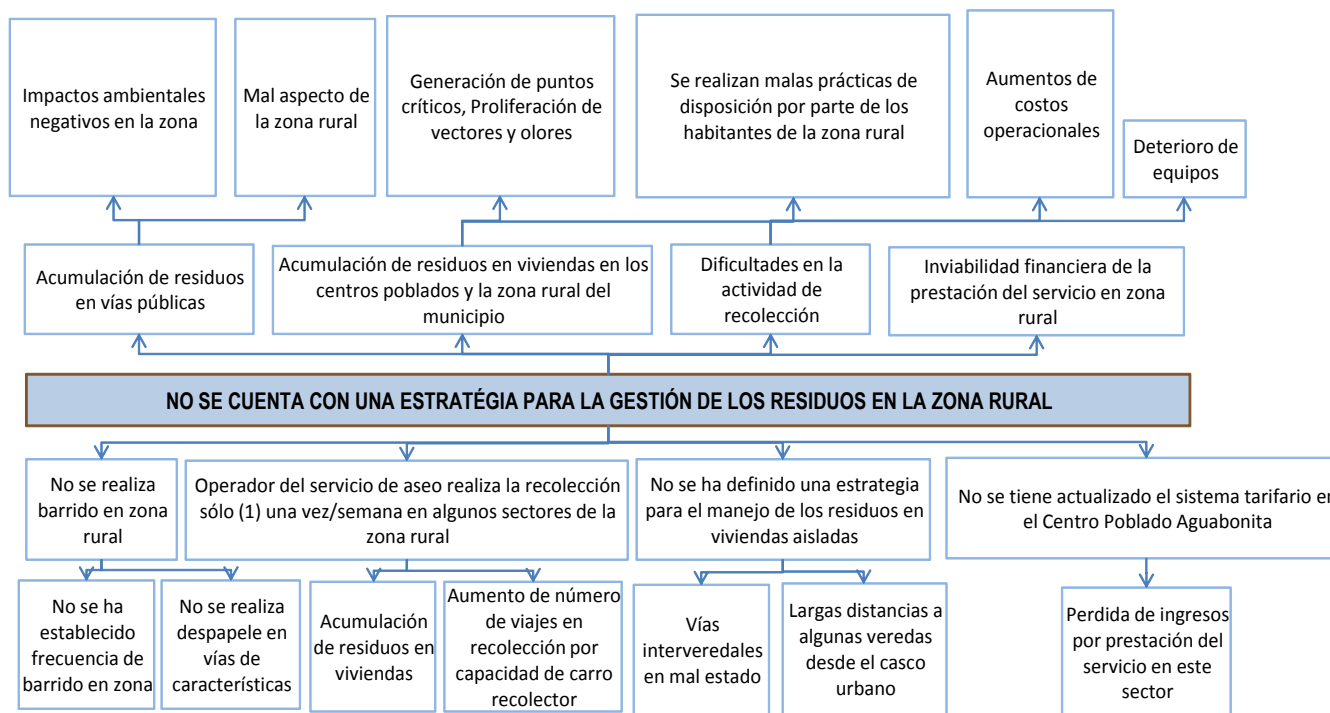 Impactos ambientales
negativos en la zona
Mal aspecto de
la zona rural
Generación de puntos
críticos, Proliferación de
vectores y olores
Se realizan malas prácticas de
disposición por parte de los
habitantes de la zona rural
Aumentos de
costos
operacionales
Deterioro de
equipos
Acumulación de residuos
en vías públicas
Acumulación de residuos en viviendas en los
centros poblados y la zona rural del
municipio
Dificultades en la
actividad de
recolección
Inviabilidad financiera de la
prestación del servicio en zona
rural
NO SE CUENTA CON UNA ESTRATÉGIA PARA LA GESTIÓN DE LOS RESIDUOS EN LA ZONA RURAL
No se realiza
barrido en zona
rural
Operador del servicio de aseo realiza la recolección
sólo (1) una vez/semana en algunos sectores de la
zona rural
No se ha definido una estrategia
para el manejo de los residuos en
viviendas aisladas
No se tiene actualizado el sistema tarifario en
el Centro Poblado Aguabonita
No se ha
establecido
frecuencia de
barrido en zona
No se realiza
despapele en
vías de
características
Acumulación
de residuos en
viviendas
Aumento de número
de viajes en
recolección por
capacidad de carro
recolector
Vías
interveredales
en mal estado
Largas distancias a
algunas veredas
desde el casco
urbano
Perdida de ingresos
por prestación del
servicio en este
sector